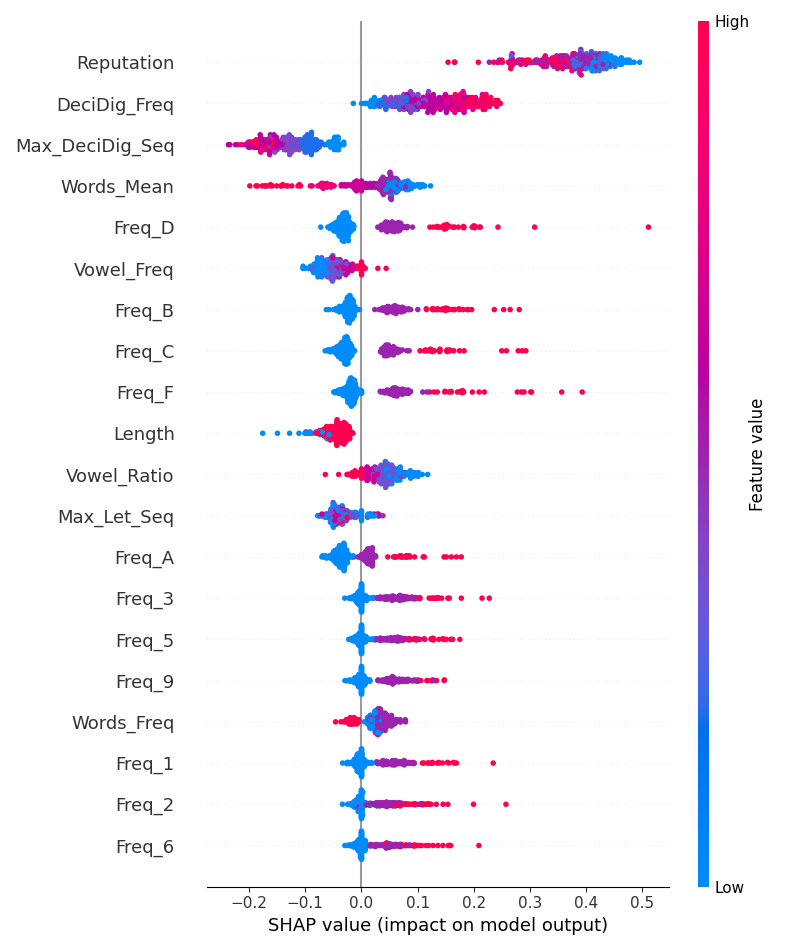 High
Reputation
DeciDig_Freq
Max_DeciDig_Seq
Words_Mean
Freq_D
Vowel_Freq
Freq_B
Freq_C
Freq_F
Length
Vowel_Ratio
Max_Let_Seq
Freq_A
Freq_3
Freq_5
Freq_9
Words_Freq
Freq_1
Freq_2
Freq_6
Feature value
Low
−0.2 −0.1 0.0 0.1 0.2 0.3 0.4 0.5
SHAP value (impact on model output)